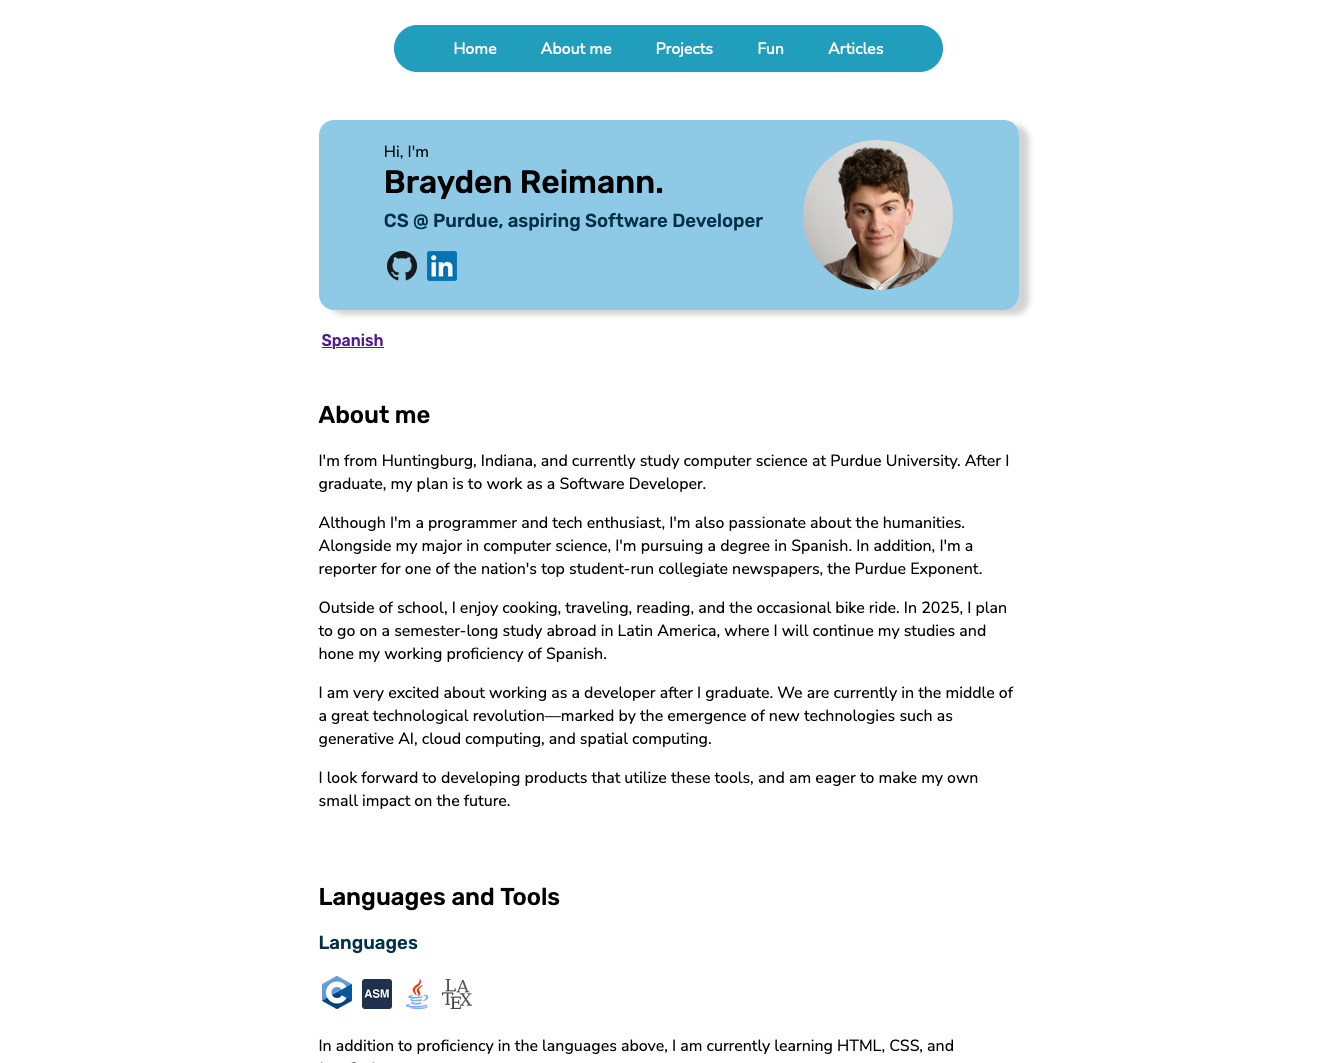 Home About me Projects Fun Articles
Hi, I'm
Brayden Reimann.
CS @ Purdue, aspiring Software Developer
in
Spanish
About me
I'm from Huntingburg, Indiana, and currently study computer science at Purdue University. After I
graduate, my plan is to work as a Software Developer.
Although I'm a programmer and tech enthusiast, I'm also passionate about the humanities.
Alongside my major in computer science, I'm pursuing a degree in Spanish. In addition, I'm a
reporter for one of the nation's top student-run collegiate newspapers, the Purdue Exponent.
Outside of school, I enjoy cooking, traveling, reading, and the occasional bike ride. In 2025, I plan
to go on a semester-long study abroad in Latin America, where I will continue my studies and
hone my working proficiency of Spanish.
I am very excited about working as a developer after I graduate. We are currently in the middle of
a great technological revolution—marked by the emergence of new technologies such as
generative AI, cloud computing, and spatial computing.
I look forward to developing products that utilize these tools, and am eager to make my own
small impact on the future.
Languages and Tools
Languages
C ASM LATEX
In addition to proficiency in the languages above, I am currently learning HTML, CSS, and